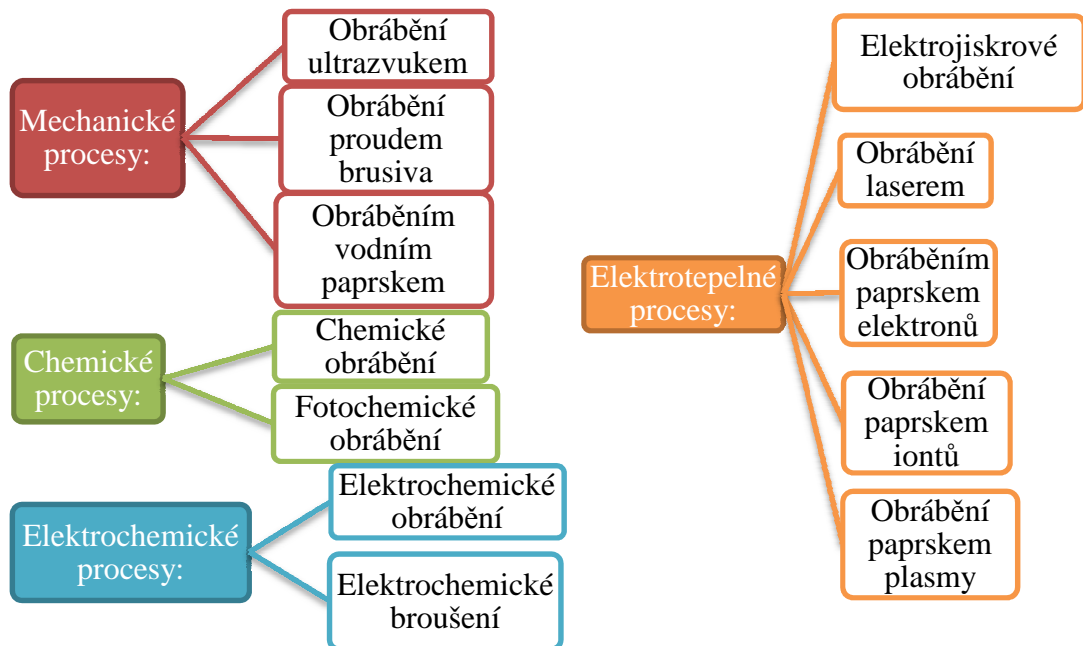 Mechanické
procesy:
Obrábění
ultrazvukem
Obrábění
proudem
brusiva
Obráběním
vodním
paprskem
Chemické
procesy:
Chemické
obrábění
Fotochemické
obrábění
Elektrochemické
procesy:
Elektrochemické
obrábění
Elektrochemické
broušení
Elektrotepelné
procesy:
Elektrojiskrové
obrábění
Obrábění
laserem
Obráběním
paprskem
elektronů
Obrábění
paprskem
iontů
Obrábění
paprskem
plasmy